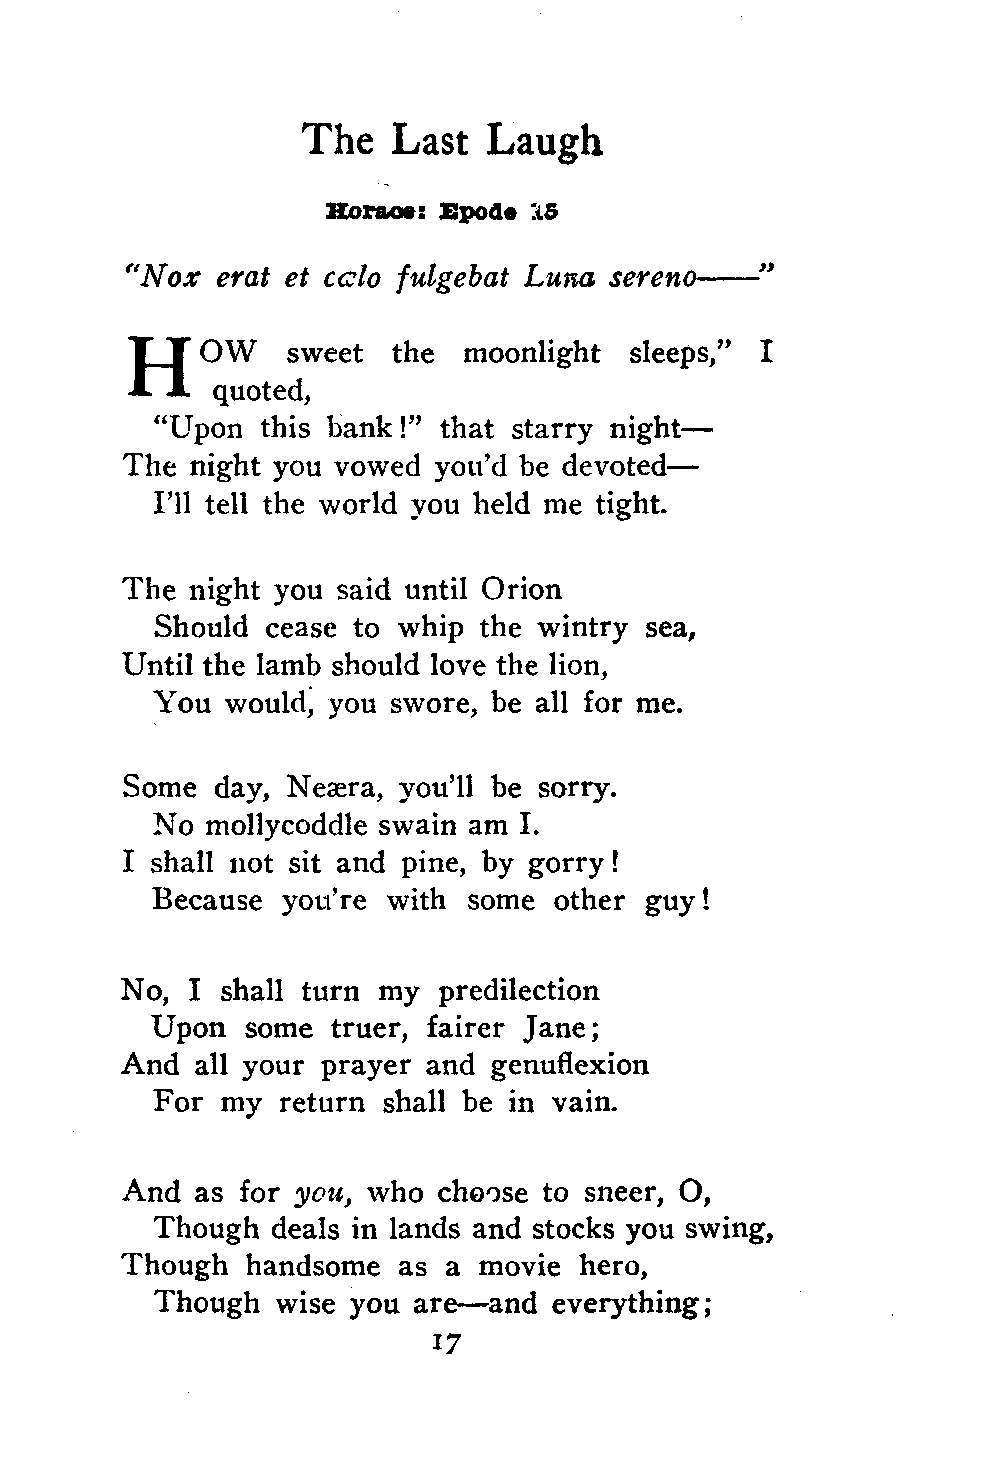 The Last Laugh
Horace: Epode 15
"Nox erat et cælo fulgebat Luna sereno——"
HOW sweet the moonlight sleeps," I
quoted,
"Upon this bank!" that starry night—
The night you vowed you'd be devoted—
I'll tell the world you held me tight.
The night you said until Orion
Should cease to whip the wintry sea,
Until the lamb should love the lion,
You would, you swore, be all for me.
Some day, Neæra, you'll be sorry.
No mollycoddle swain am I.
I shall not sit and pine, by gorry!
Because you're with some other guy!
No, I shall turn my predilection
Upon some truer, fairer Jane;
And all your prayer and genuflexion
For my return shall be in vain.
And as for you, who choose to sneer, O,
Though deals in lands and stocks you swing,
Though handsome as a movie hero,
Though wise you are—and everything;
17